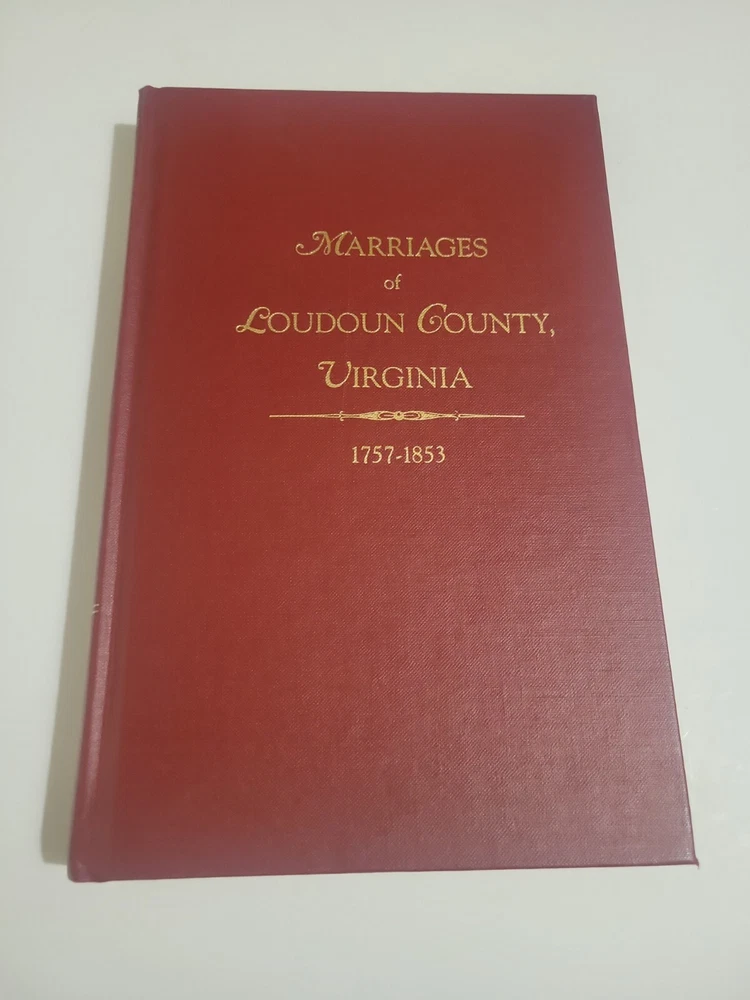 MARRIAGES
of
LOUDOUN COUNTY,
VIRGINIA
1757-1853